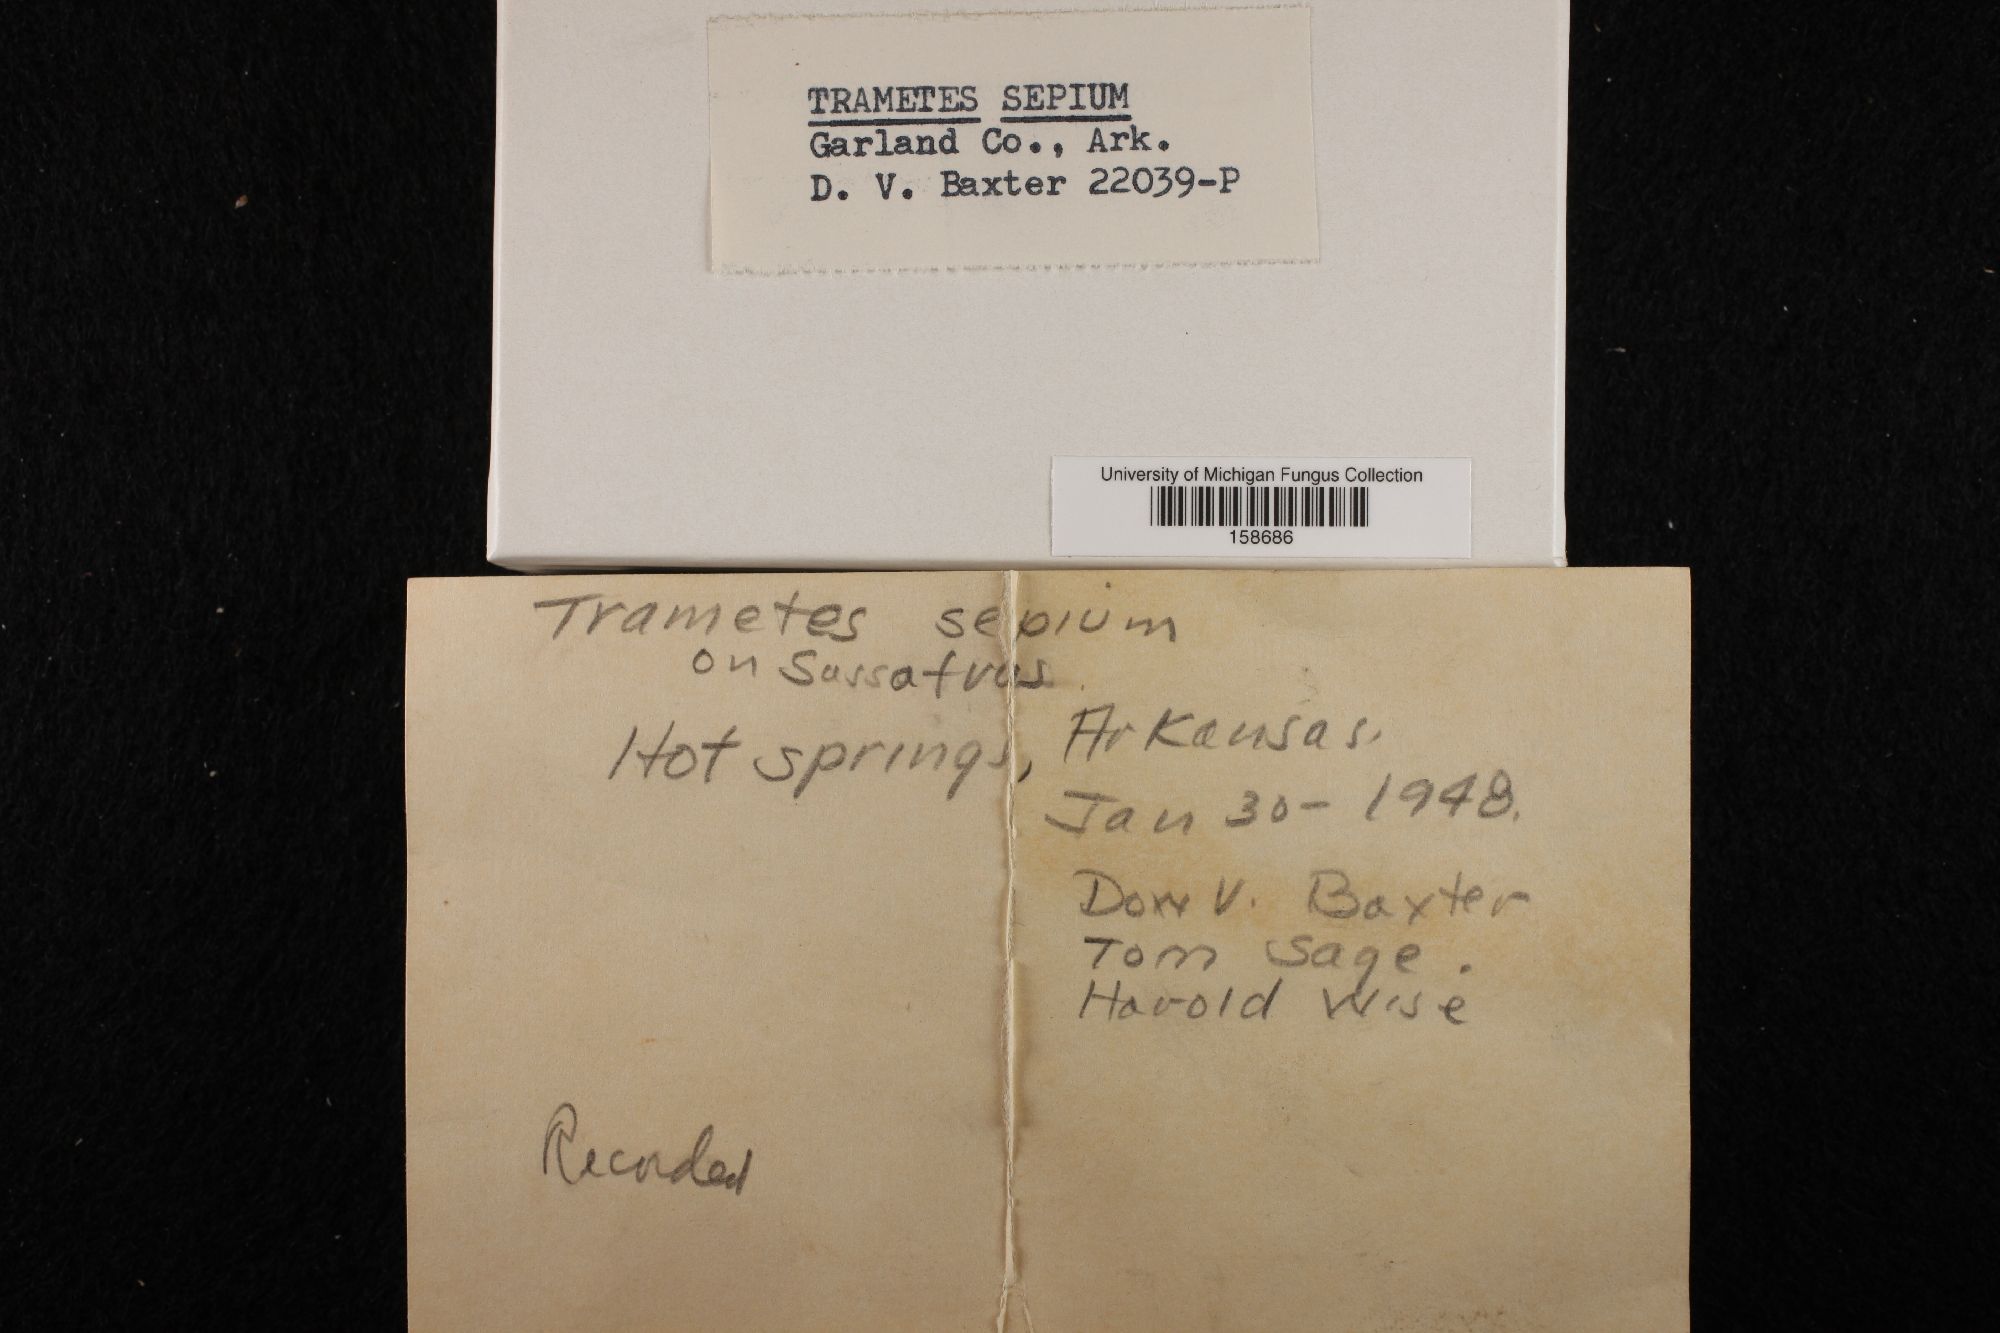 TRAMETES SEPIUM
Garland Co., Ark.
D. V. Baxter 22039-P
University of Michigan Fungus Collection
158686
Trametes sepium
on Sassafras.
Hot springs, Arkansas.
Jan 30- 1948.
Dow V. Baxter
Tom Sage.
Harold Wise
Recorded